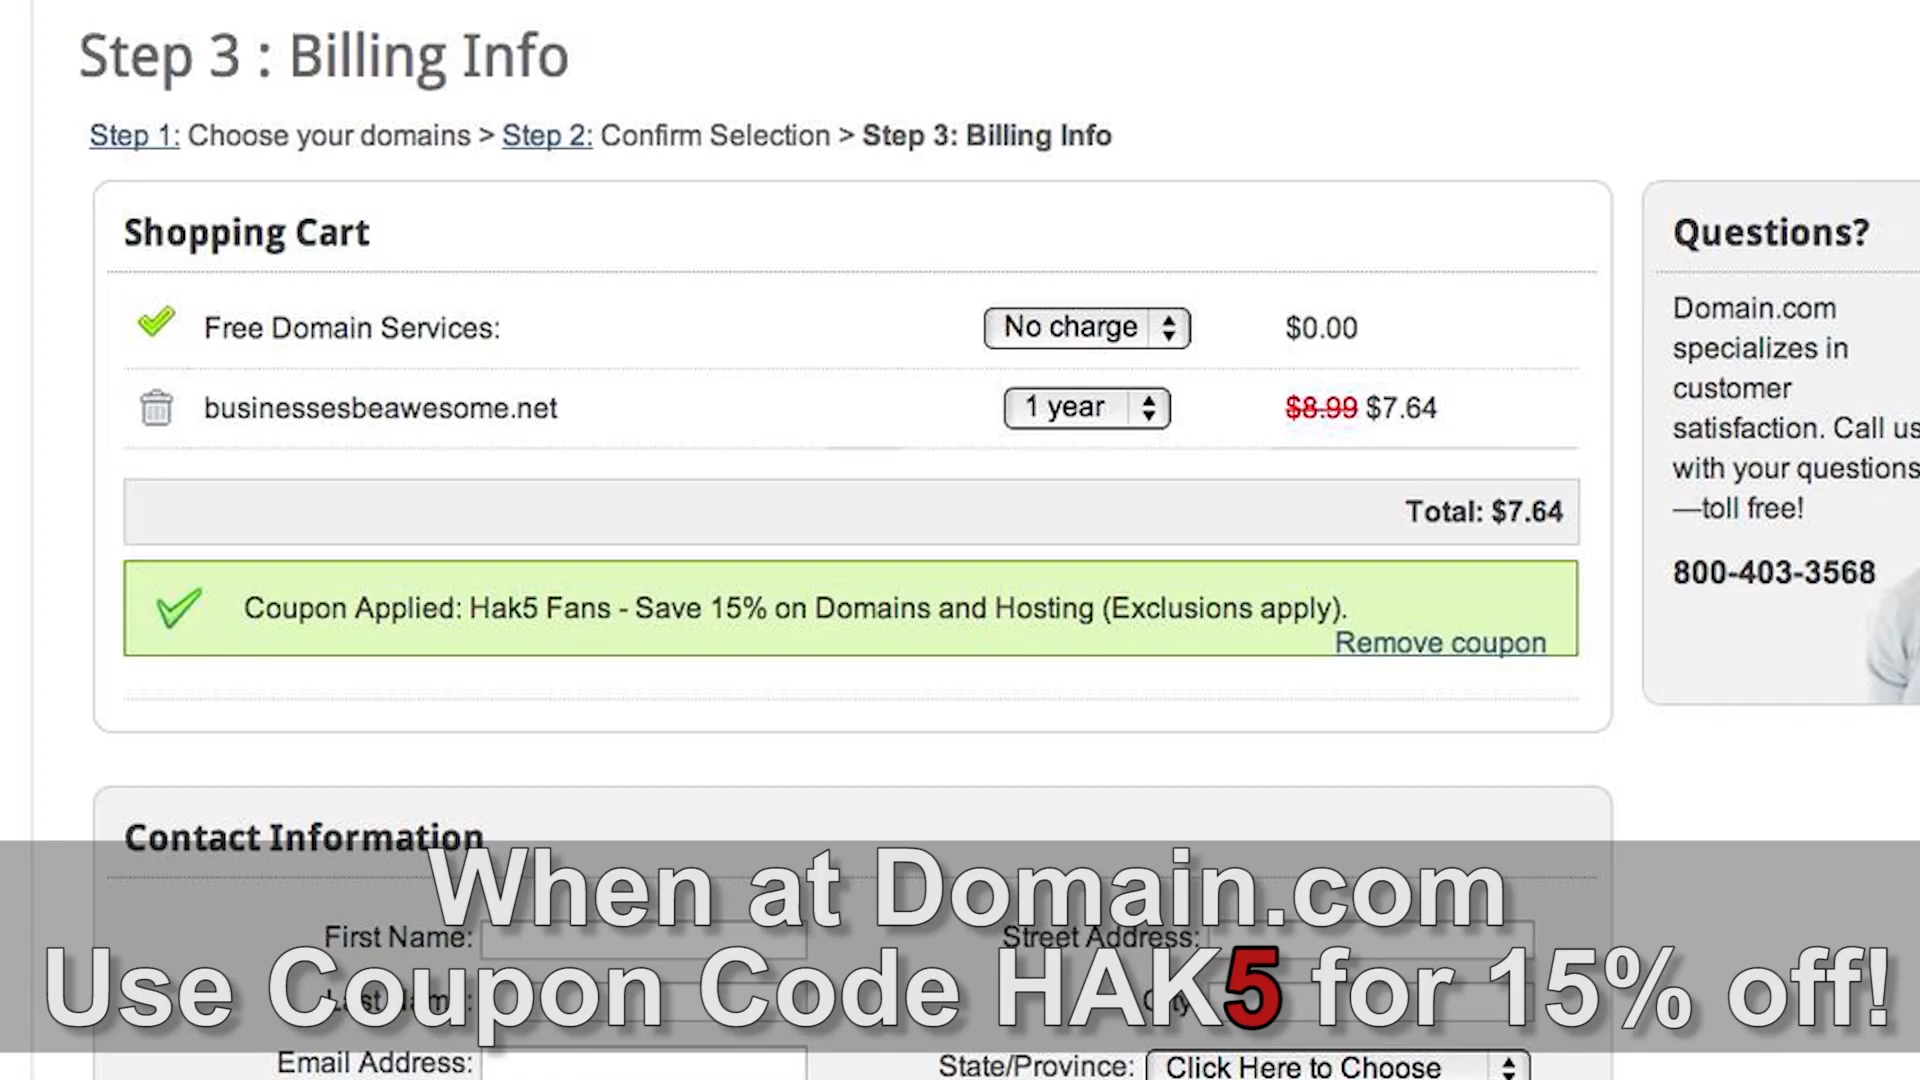 Step 3 : Billing Info
Step 1: Choose your domains > Step 2: Confirm Selection > Step 3: Billing Info
Shopping Cart
Free Domain Services: No charge $0.00
businessesbeawesome.net 1 year $8.99 $7.64
Total: $7.64
Coupon Applied: Hak5 Fans - Save 15% on Domains and Hosting (Exclusions apply).
Remove coupon
Questions?
Domain.com
specializes in
customer
satisfaction. Call us
with your questions
—toll free!
800-403-3568
Contact Information
When at Domain.com
First Name: Street Address:
Use Coupon Code HAK5 for 15% off!
Last Name: City
Email Address: State/Province: Click Here to Choose